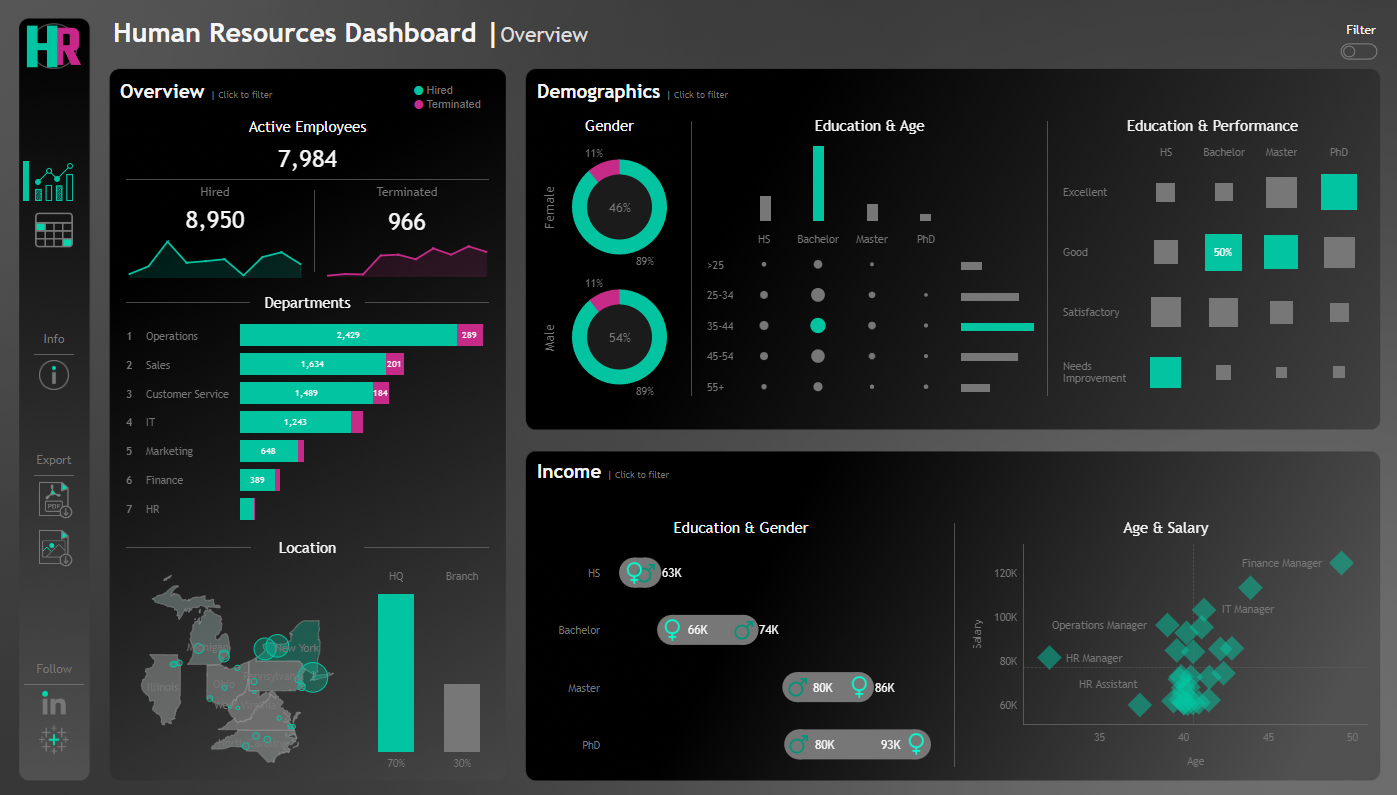 HR
Human Resources Dashboard | Overview
Filter
Info
Export
PDF
Follow
in
Overview | Click to filter
Hired
Terminated
Active Employees
7,984
Hired
8,950
Terminated
966
Departments
1 Operations 2,429 289
2 Sales 1,634 201
3 Customer Service 1,489 184
4 IT 1,243
5 Marketing 648
6 Finance 389
7 HR
Location
HQ Branch
Michigan
New York
Illinois
Ohio
Pennsylvania
70% 30%
Demographics | Click to filter
Gender
Female
11%
46%
89%
Male
11%
54%
89%
Education & Age
HS Bachelor Master PhD
>25
25-34
35-44
45-54
55+
Education & Performance
HS Bachelor Master PhD
Excellent
Good 50%
Satisfactory
Needs
Improvement
Income | Click to filter
Education & Gender
HS 63K
Bachelor 66K 74K
Master 80K 86K
PhD 80K 93K
Age & Salary
Salary
120K
100K
80K
60K
Finance Manager
IT Manager
Operations Manager
HR Manager
HR Assistant
35 40 45 50
Age